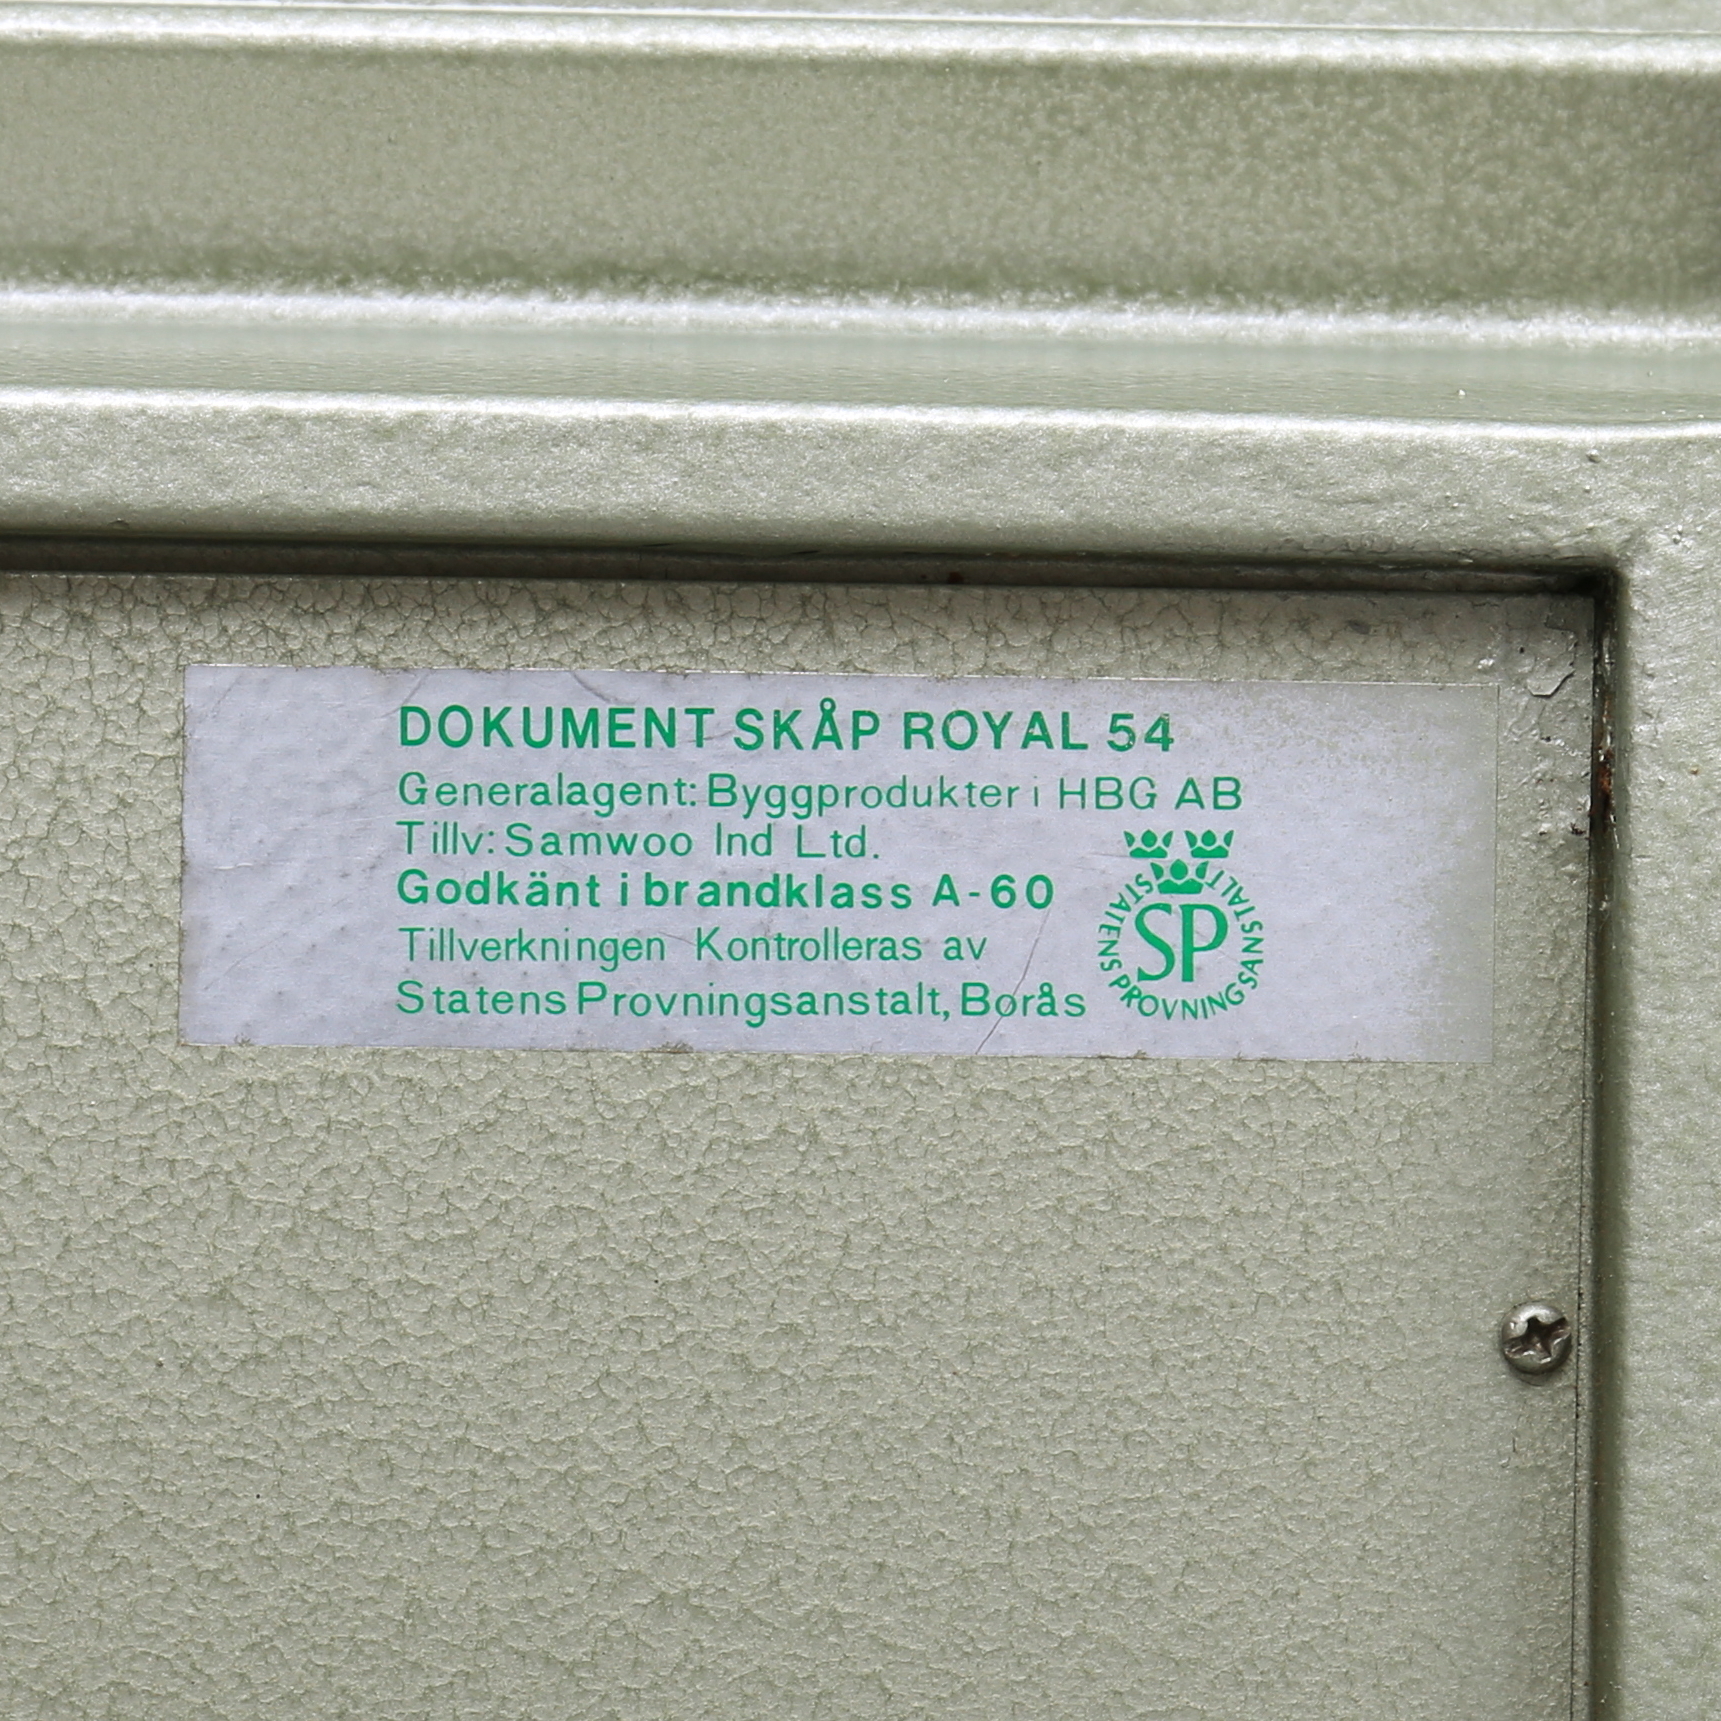 DOKUMENT SKÅP ROYAL 54
Generalagent: Byggprodukter i HBG AB
Tillv: Samwoo Ind Ltd.
Godkänt i brandklass A-60
Tillverkningen Kontrolleras av
Statens Provningsanstalt, Borås
SP
STATENS PROVNINGSANSTALT